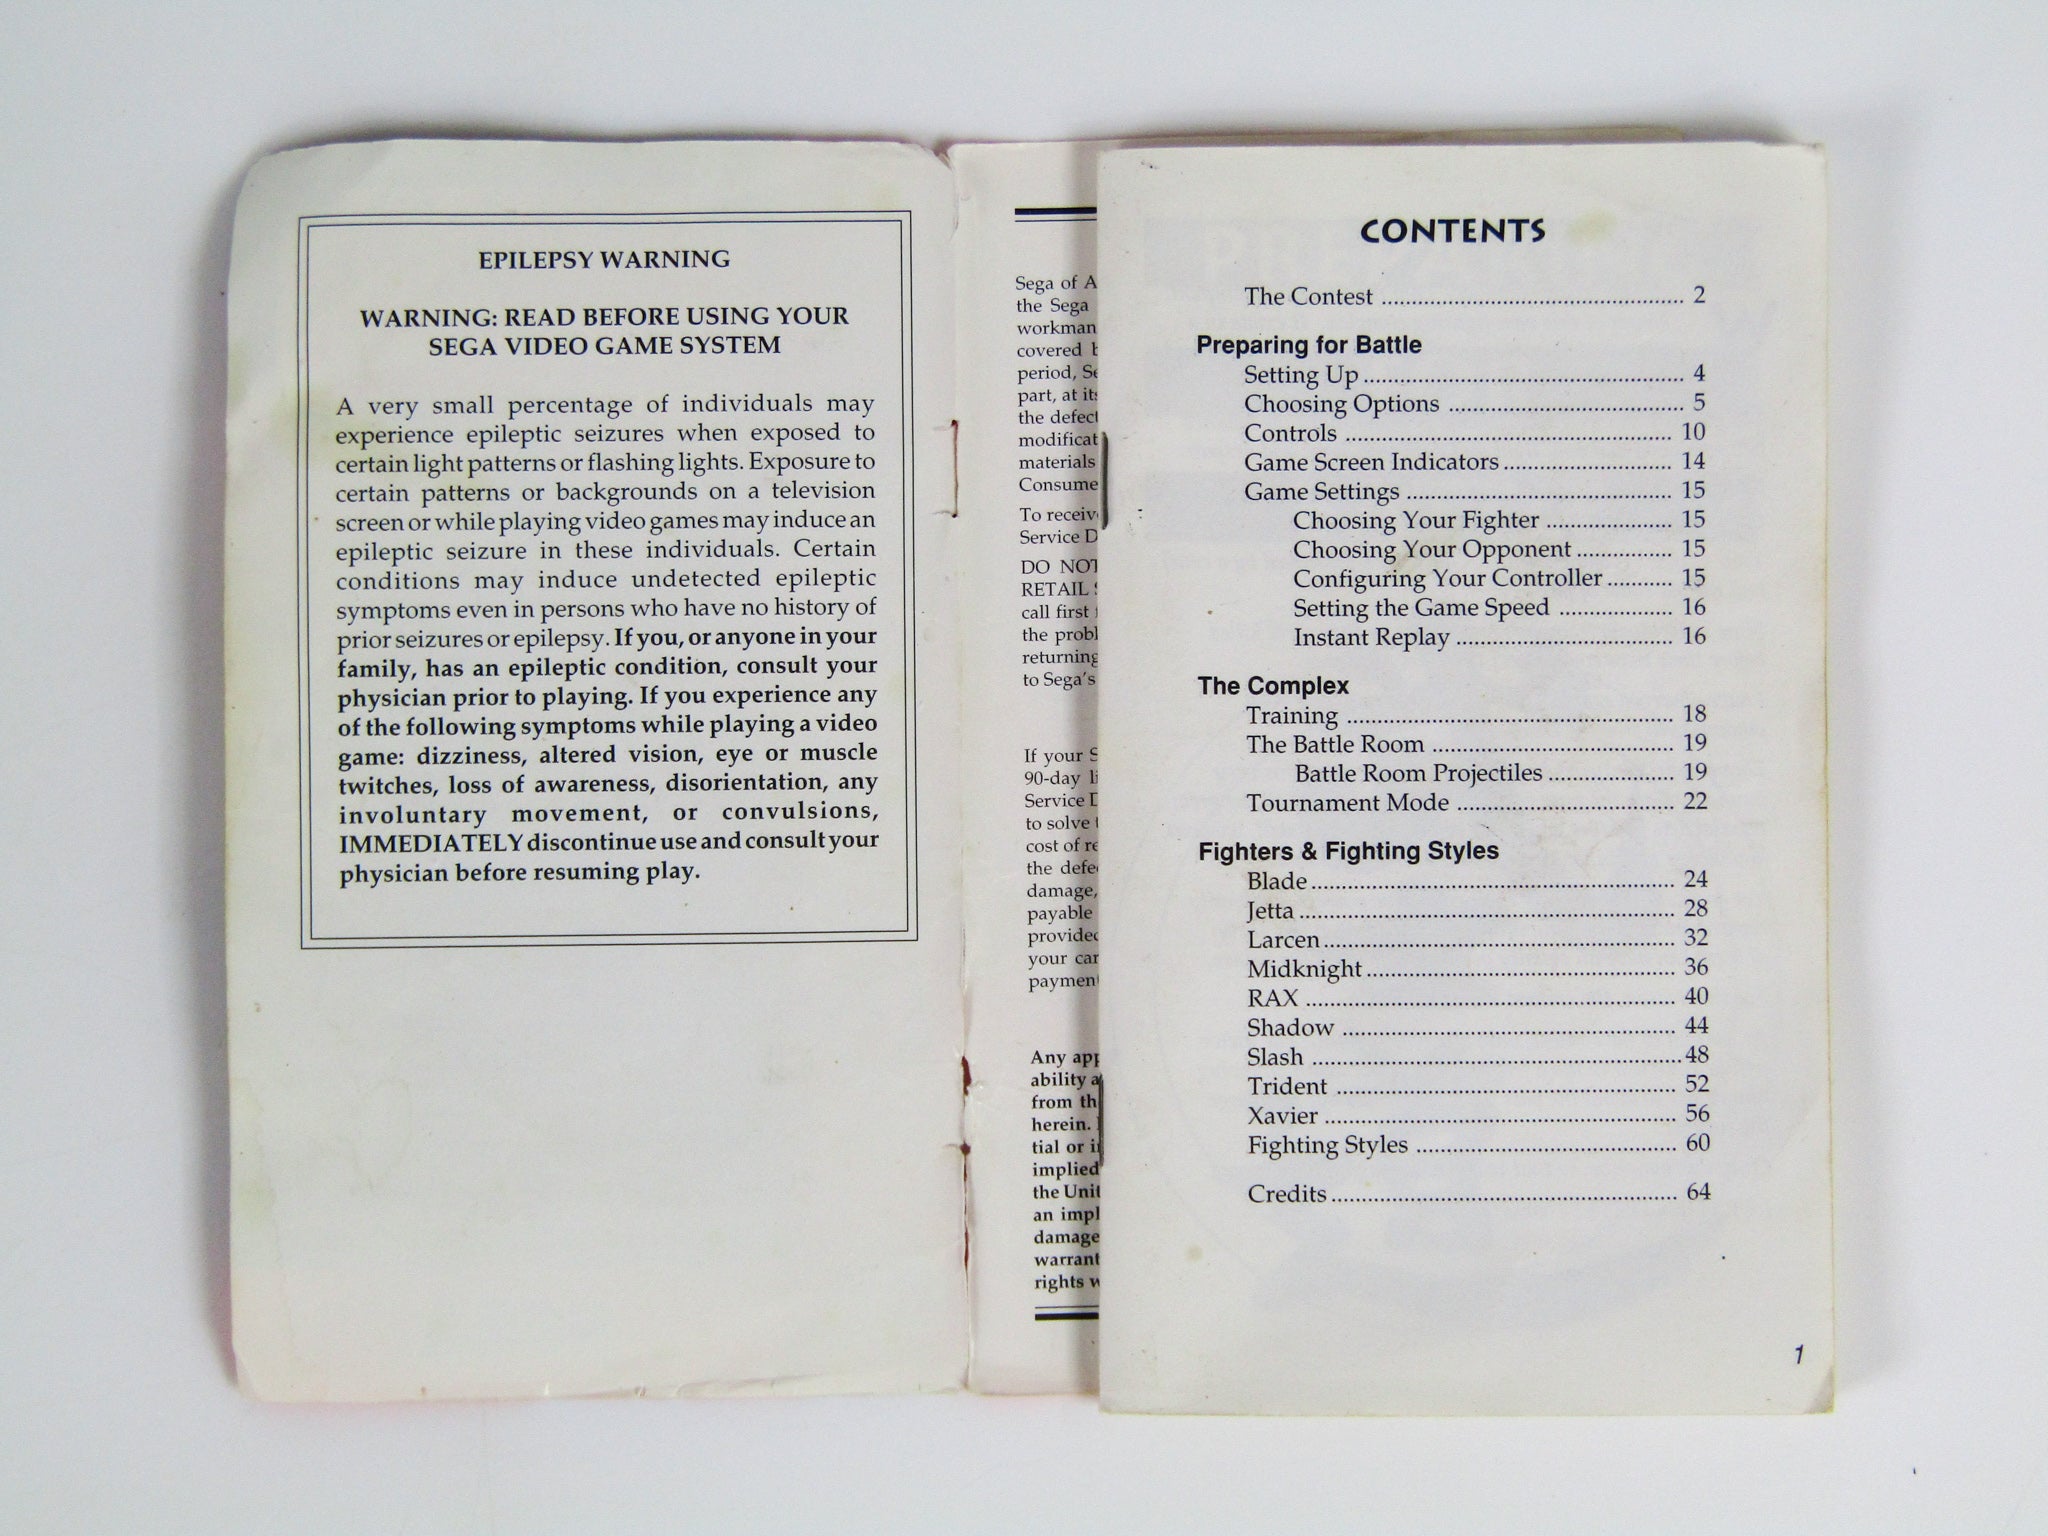 EPILEPSY WARNING
WARNING: READ BEFORE USING YOUR
SEGA VIDEO GAME SYSTEM
A very small percentage of individuals may
experience epileptic seizures when exposed to
certain light patterns or flashing lights. Exposure to
certain patterns or backgrounds on a television
screen or while playing video games may induce an
epileptic seizure in these individuals. Certain
conditions may induce undetected epileptic
symptoms even in persons who have no history of
prior seizures or epilepsy. If you, or anyone in your
family, has an epileptic condition, consult your
physician prior to playing. If you experience any
of the following symptoms while playing a video
game: dizziness, altered vision, eye or muscle
twitches, loss of awareness, disorientation, any
involuntary movement, or convulsions,
IMMEDIATELY discontinue use and consult your
physician before resuming play.
Sega of A
the Sega
workman
covered
period,
part, at
the defect
modificat
materials
Consume
To receiv
Service D
DO NOT
RETAIL
call first
the probl
returning
to Sega's
If your S
90-day
Service
to solve
cost of re
the defe
damage,
payable
provided
your car
payment
Any app
ability a
from th
herein.
tial or
implied
the Unit
an impl
damage
warrant
rights w
CONTENTS
The Contest ............ 2
Preparing for Battle
Setting Up ............ 4
Choosing Options ............ 5
Controls ............ 10
Game Screen Indicators ............ 14
Game Settings ............ 15
Choosing Your Fighter ............ 15
Choosing Your Opponent ............ 15
Configuring Your Controller ............ 15
Setting the Game Speed ............ 16
Instant Replay ............ 16
The Complex
Training ............ 18
The Battle Room ............ 19
Battle Room Projectiles ............ 19
Tournament Mode ............ 22
Fighters & Fighting Styles
Blade ............ 24
Jetta ............ 28
Larcen ............ 32
Midknight ............ 36
RAX ............ 40
Shadow ............ 44
Slash ............ 48
Trident ............ 52
Xavier ............ 56
Fighting Styles ............ 60
Credits ............ 64
1